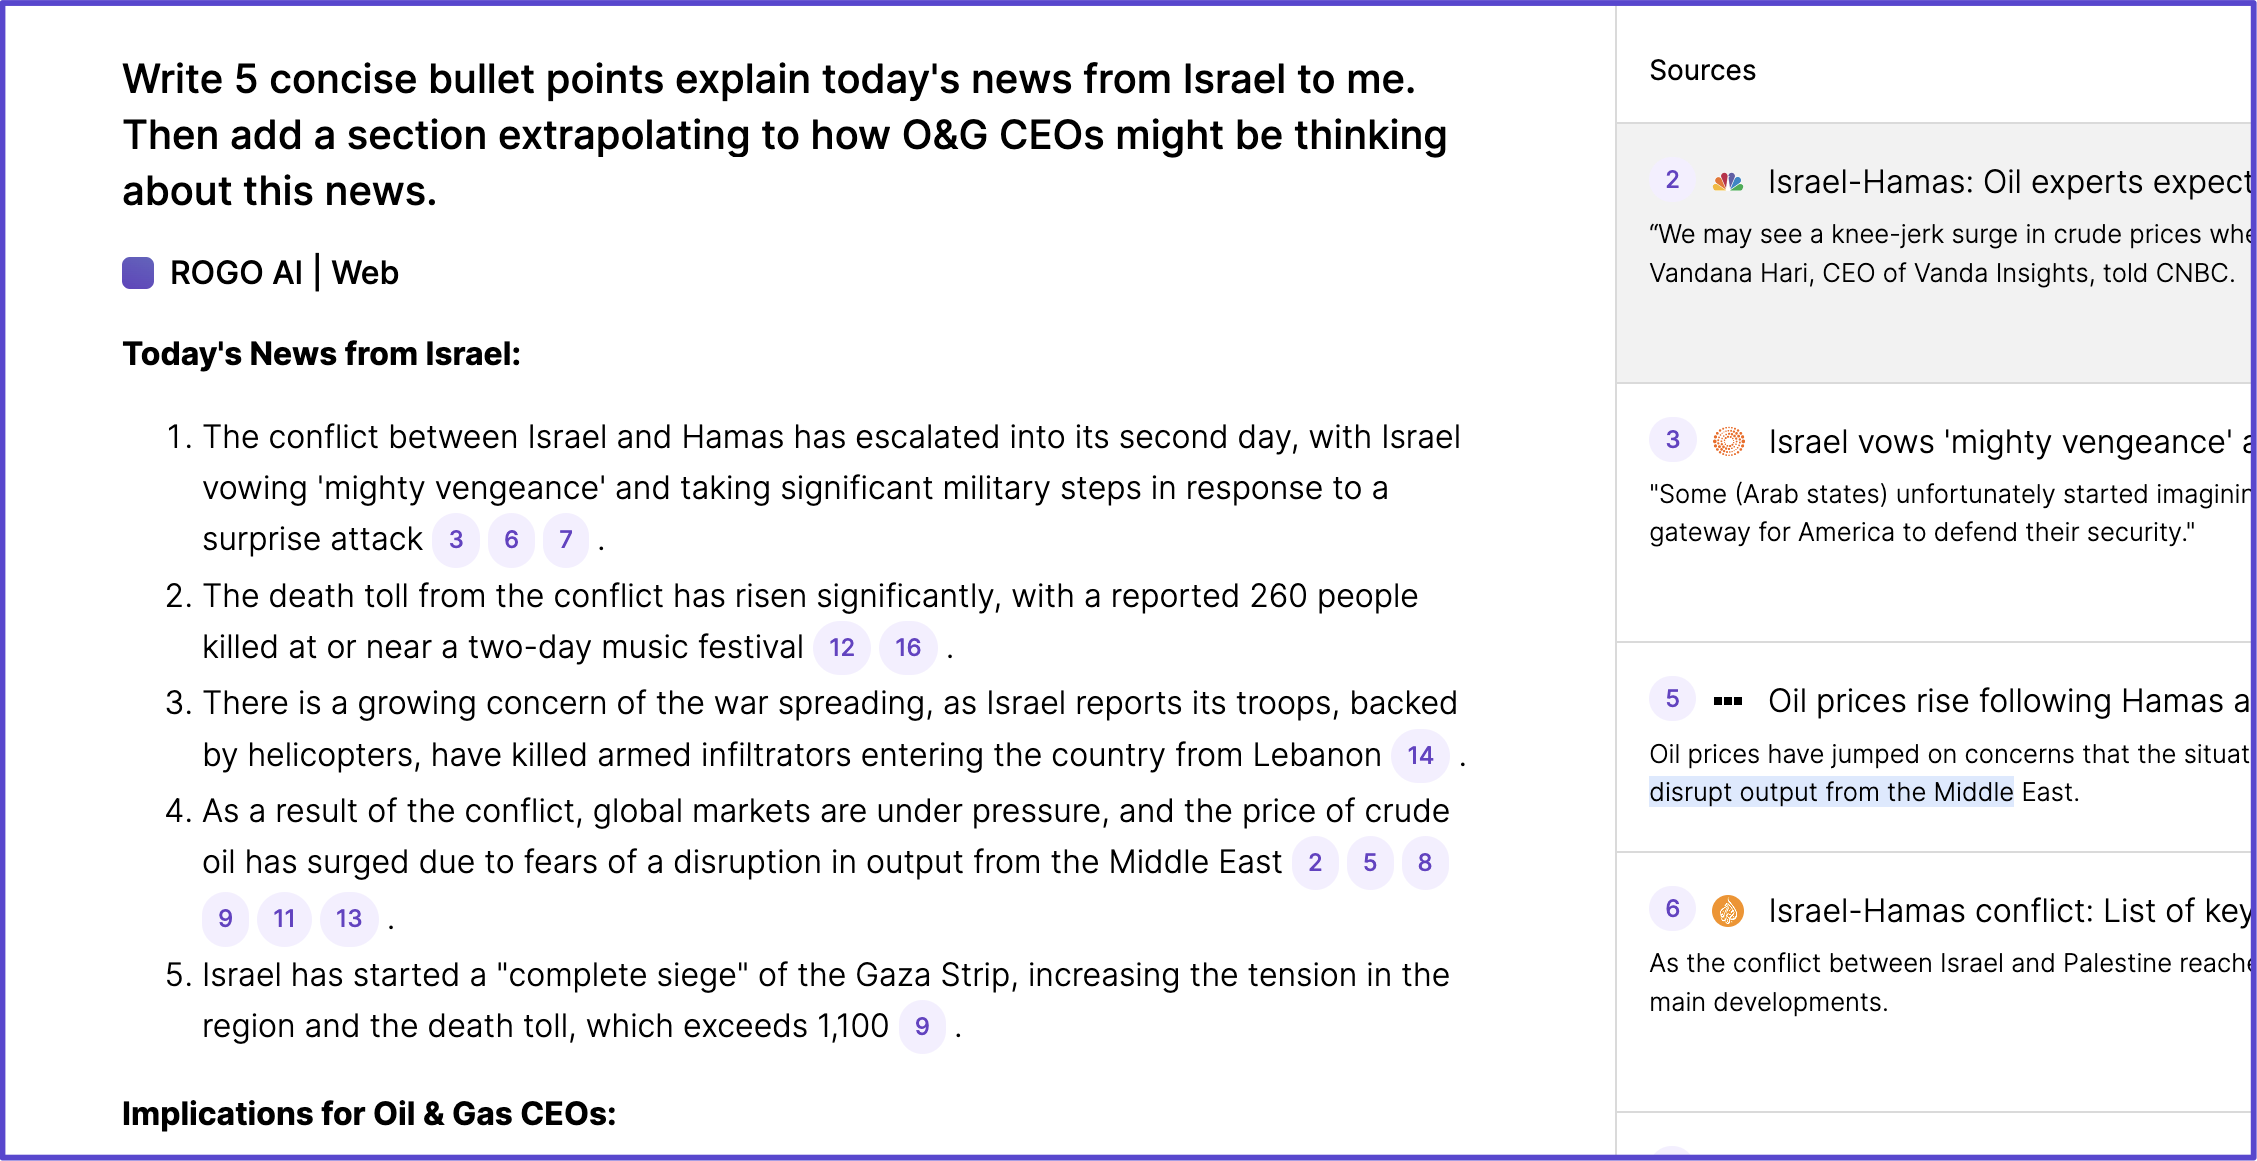 Write 5 concise bullet points explain today's news from Israel to me.
Then add a section extrapolating to how O&G CEOs might be thinking
about this news.
ROGO AI | Web
Today's News from Israel:
1. The conflict between Israel and Hamas has escalated into its second day, with Israel
vowing 'mighty vengeance' and taking significant military steps in response to a
surprise attack 3 6 7 .
2. The death toll from the conflict has risen significantly, with a reported 260 people
killed at or near a two-day music festival 12 16 .
3. There is a growing concern of the war spreading, as Israel reports its troops, backed
by helicopters, have killed armed infiltrators entering the country from Lebanon 14 .
4. As a result of the conflict, global markets are under pressure, and the price of crude
oil has surged due to fears of a disruption in output from the Middle East 2 5 8
9 11 13 .
5. Israel has started a "complete siege" of the Gaza Strip, increasing the tension in the
region and the death toll, which exceeds 1,100 9 .
Implications for Oil & Gas CEOs:
Sources
2 Israel-Hamas: Oil experts expect
“We may see a knee-jerk surge in crude prices
Vandana Hari, CEO of Vanda Insights, told CNBC.
3 Israel vows 'mighty vengeance'
"Some (Arab states) unfortunately started
gateway for America to defend their security."
5 Oil prices rise following Hamas
Oil prices have jumped on concerns that the
disrupt output from the Middle East.
6 Israel-Hamas conflict: List of key
As the conflict between Israel and Palestine
main developments.